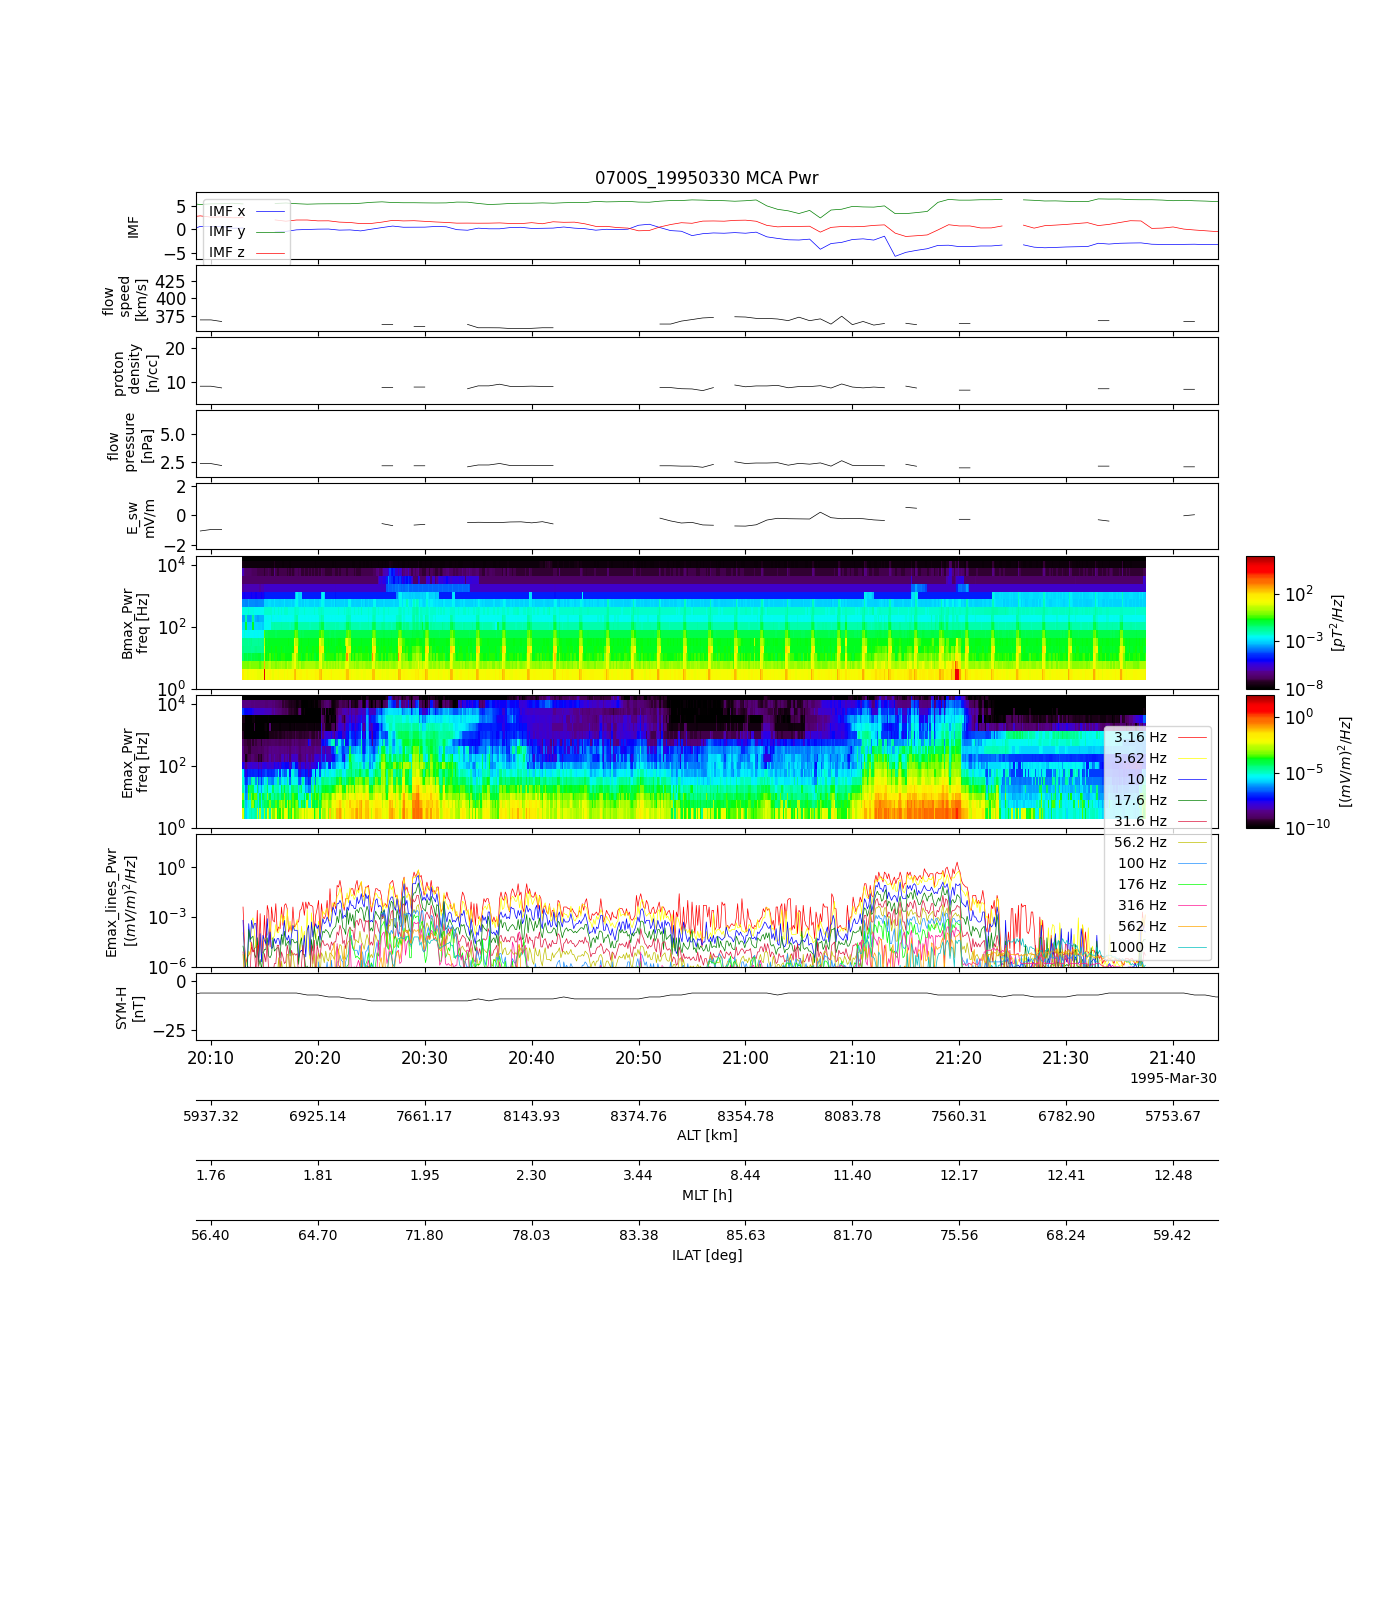 0700S_19950330 MCA Pwr
5
0
−5
IMF
IMF x
IMF y
IMF z
425
400
375
flow
speed
[km/s]
20
10
proton
density
[n/cc]
5.0
2.5
flow
pressure
[nPa]
2
0
−2
E_sw
mV/m
10^4
10^2
10^0
Bmax_Pwr
freq [Hz]
10^2
10^−3
10^−8
[pT^2/Hz]
10^4
10^2
10^0
Emax_Pwr
freq [Hz]
10^0
10^−5
10^−10
[(mV/m)^2/Hz]
3.16 Hz
5.62 Hz
10 Hz
17.6 Hz
31.6 Hz
56.2 Hz
100 Hz
176 Hz
316 Hz
562 Hz
1000 Hz
10^0
10^−3
10^−6
Emax_lines_Pwr
[(mV/m)^2/Hz]
0
−25
SYM-H
[nT]
20:10 20:20 20:30 20:40 20:50 21:00 21:10 21:20 21:30 21:40
1995-Mar-30
5937.32 6925.14 7661.17 8143.93 8374.76 8354.78 8083.78 7560.31 6782.90 5753.67
ALT [km]
1.76 1.81 1.95 2.30 3.44 8.44 11.40 12.17 12.41 12.48
MLT [h]
56.40 64.70 71.80 78.03 83.38 85.63 81.70 75.56 68.24 59.42
ILAT [deg]